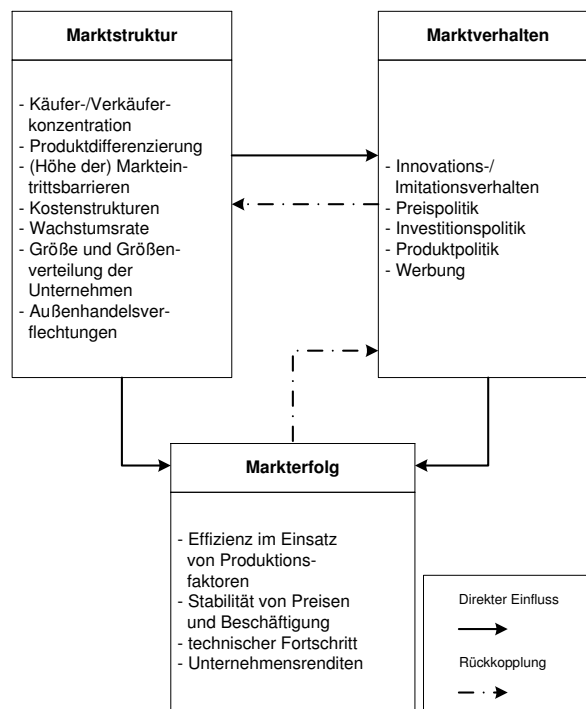 Marktstruktur
- Käufer-/Verkäufer-
konzentration
- Produktdifferenzierung
- (Höhe der) Marktein-
trittsbarrieren
- Kostenstrukturen
- Wachstumsrate
- Größe und Größen-
verteilung der
Unternehmen
- Außenhandelsver-
flechtungen
Marktverhalten
- Innovations-/
Imitationsverhalten
- Preispolitik
- Investitionspolitik
- Produktpolitik
- Werbung
Markterfolg
- Effizienz im Einsatz
von Produktions-
faktoren
- Stabilität von Preisen
und Beschäftigung
- technischer Fortschritt
- Unternehmensrenditen
Direkter Einfluss
Rückkopplung